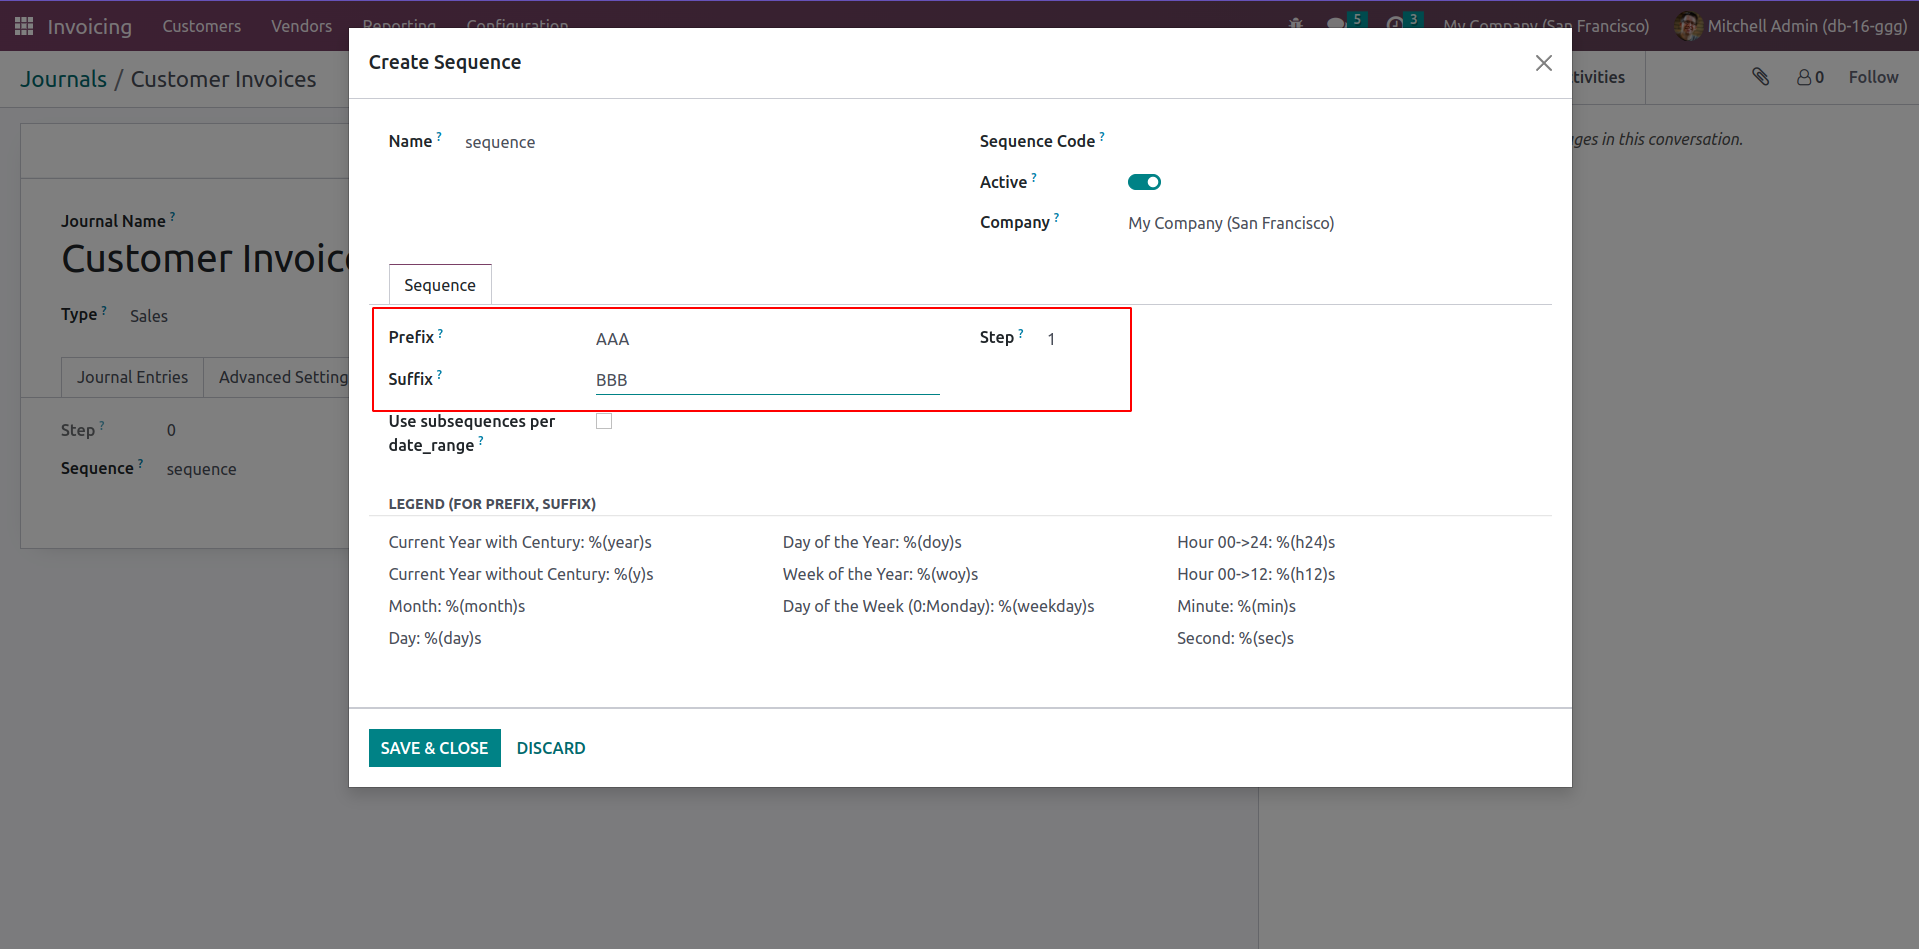 Invoicing Customers Vendors Reporting Configuration 5 3 My Company (San Francisco) Mitchell Admin (db-16-ggg)
Journals / Customer Invoices
0 Follow
Create Sequence
Name ? sequence
Sequence Code ?
Active ?
Company ? My Company (San Francisco)
Sequence
Prefix ? AAA
Step ? 1
Suffix ? BBB
Use subsequences per
date_range ?
LEGEND (FOR PREFIX, SUFFIX)
Current Year with Century: %(year)s
Current Year without Century: %(y)s
Month: %(month)s
Day: %(day)s
Day of the Year: %(doy)s
Week of the Year: %(woy)s
Day of the Week (0:Monday): %(weekday)s
Hour 00->24: %(h24)s
Hour 00->12: %(h12)s
Minute: %(min)s
Second: %(sec)s
SAVE & CLOSE DISCARD
Journal Name ?
Customer
Type ? Sales
Journal Entries Advanced
Step ? 0
Sequence ? sequence
in this conversation.